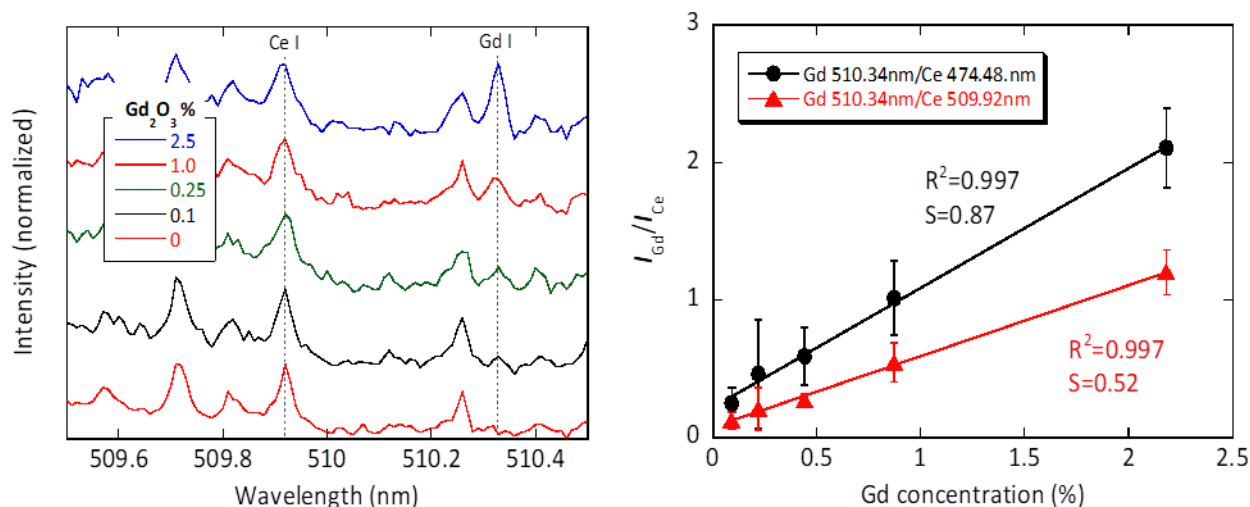 Ce I
Gd I
Gd₂O₃ %
2.5
1.0
0.25
0.1
0
Intensity (normalized)
509.6
509.8
510
510.2
510.4
Wavelength (nm)
3
2
1
0
Gd 510.34nm/Ce 474.48.nm
Gd 510.34nm/Ce 509.92nm
R²=0.997
S=0.87
R²=0.997
S=0.52
I_Gd/I_Ce
0
0.5
1
1.5
2
2.5
Gd concentration (%)